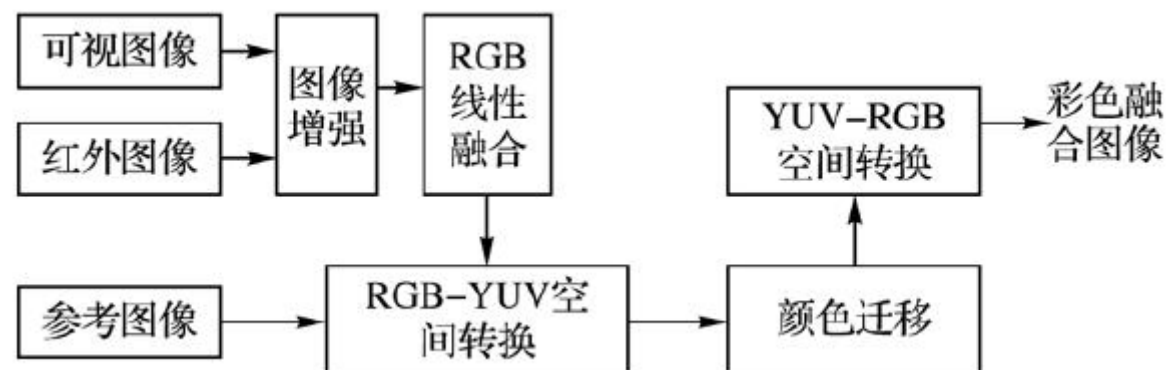 可视图像
红外图像
图像
增强
RGB
线性
融合
YUV-RGB
空间转换
彩色融
合图像
参考图像
RGB-YUV空
间转换
颜色迁移